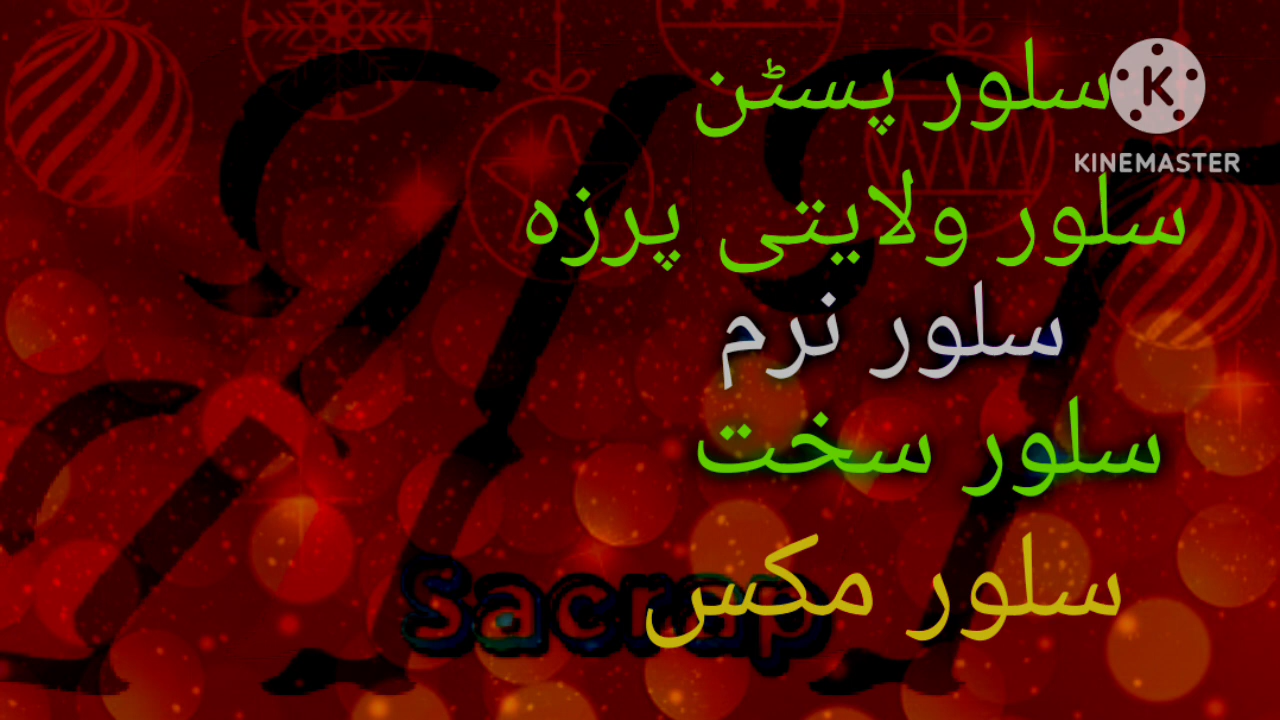 سلور پسٹن
KINEMASTER
سلور ولایتی پرزہ
سلور نرم
سلور سخت
سلور مکس
Sacrap